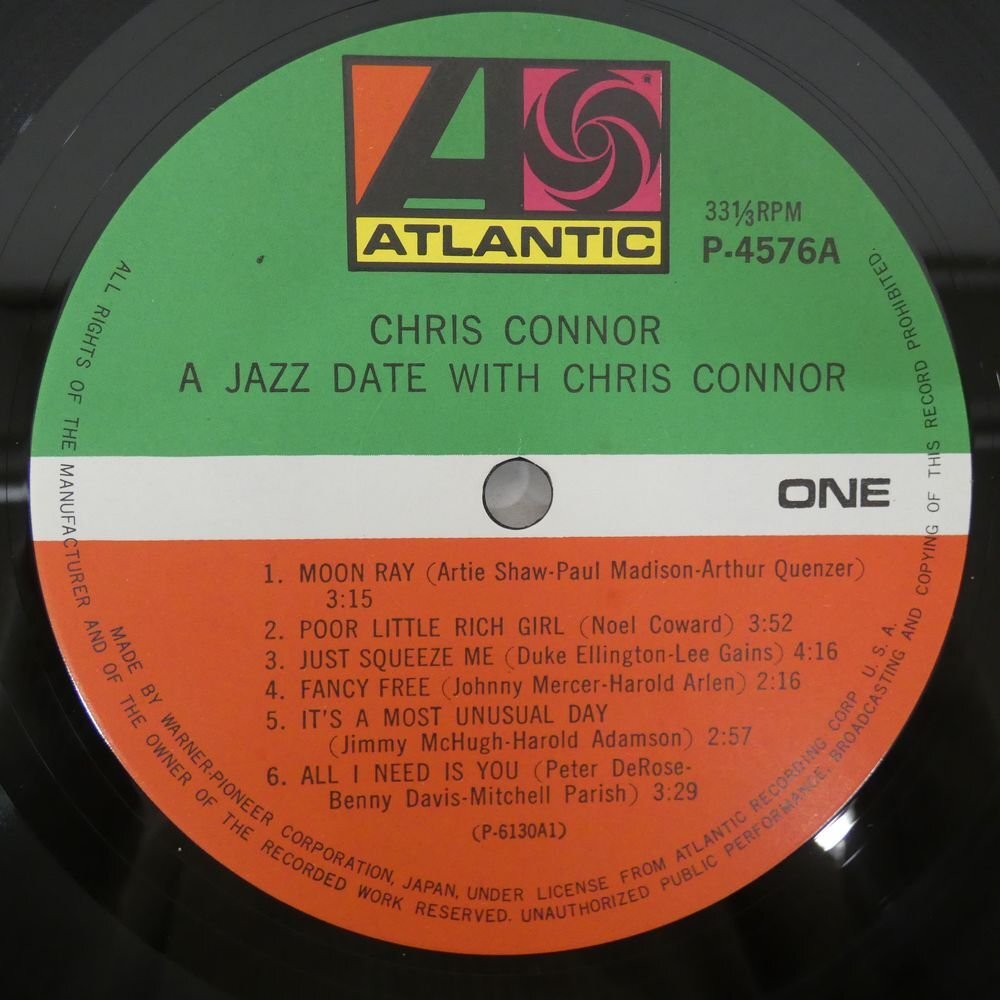 ATLANTIC
33⅓RPM
P-4576A
CHRIS CONNOR
A JAZZ DATE WITH CHRIS CONNOR
ONE
1. MOON RAY (Artie Shaw-Paul Madison-Arthur Quenzer)
3:15
2. POOR LITTLE RICH GIRL (Noel Coward) 3:52
3. JUST SQUEEZE ME (Duke Ellington-Lee Gains) 4:16
4. FANCY FREE (Johnny Mercer-Harold Arlen) 2:16
5. IT'S A MOST UNUSUAL DAY
(Jimmy McHugh-Harold Adamson) 2:57
6. ALL I NEED IS YOU (Peter DeRose-
Benny Davis-Mitchell Parish) 3:29
(P-6130A1)
MADE BY WARNER-PIONEER CORPORATION, JAPAN, UNDER LICENSE FROM ATLANTIC RECORDING CORP. U. S. A.
ALL RIGHTS OF THE MANUFACTURER AND OF THE OWNER OF THE RECORDED WORK RESERVED. UNAUTHORIZED PUBLIC PERFORMANCE, BROADCASTING AND COPYING OF THIS RECORD PROHIBITED